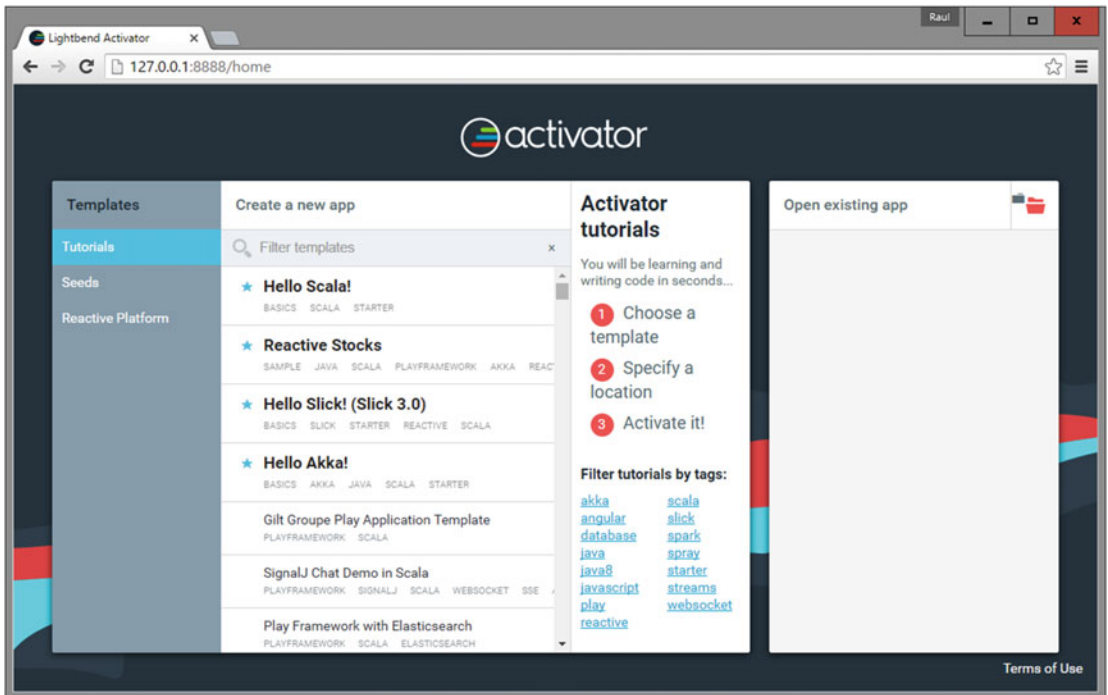 Raul
Lightbend Activator
127.0.0.1:8888/home
activator
Templates
Tutorials
Seeds
Reactive Platform
Create a new app
Filter templates
Hello Scala!
BASICS SCALA STARTER
Reactive Stocks
SAMPLE JAVA SCALA PLAYFRAMEWORK AKKA REAC
Hello Slick! (Slick 3.0)
BASICS SLICK STARTER REACTIVE SCALA
Hello Akka!
BASICS AKKA JAVA SCALA STARTER
Gilt Groupe Play Application Template
PLAYFRAMEWORK SCALA
SignalJ Chat Demo in Scala
PLAYFRAMEWORK SIGNALJ SCALA WEBSOCKET SSE
Play Framework with Elasticsearch
PLAYFRAMEWORK SCALA ELASTICSEARCH
Activator
tutorials
You will be learning and
writing code in seconds...
1 Choose a
template
2 Specify a
location
3 Activate it!
Filter tutorials by tags:
akka
angular
database
java
java8
javascript
play
reactive
scala
slick
spark
spray
starter
streams
websocket
Open existing app
Terms of Use